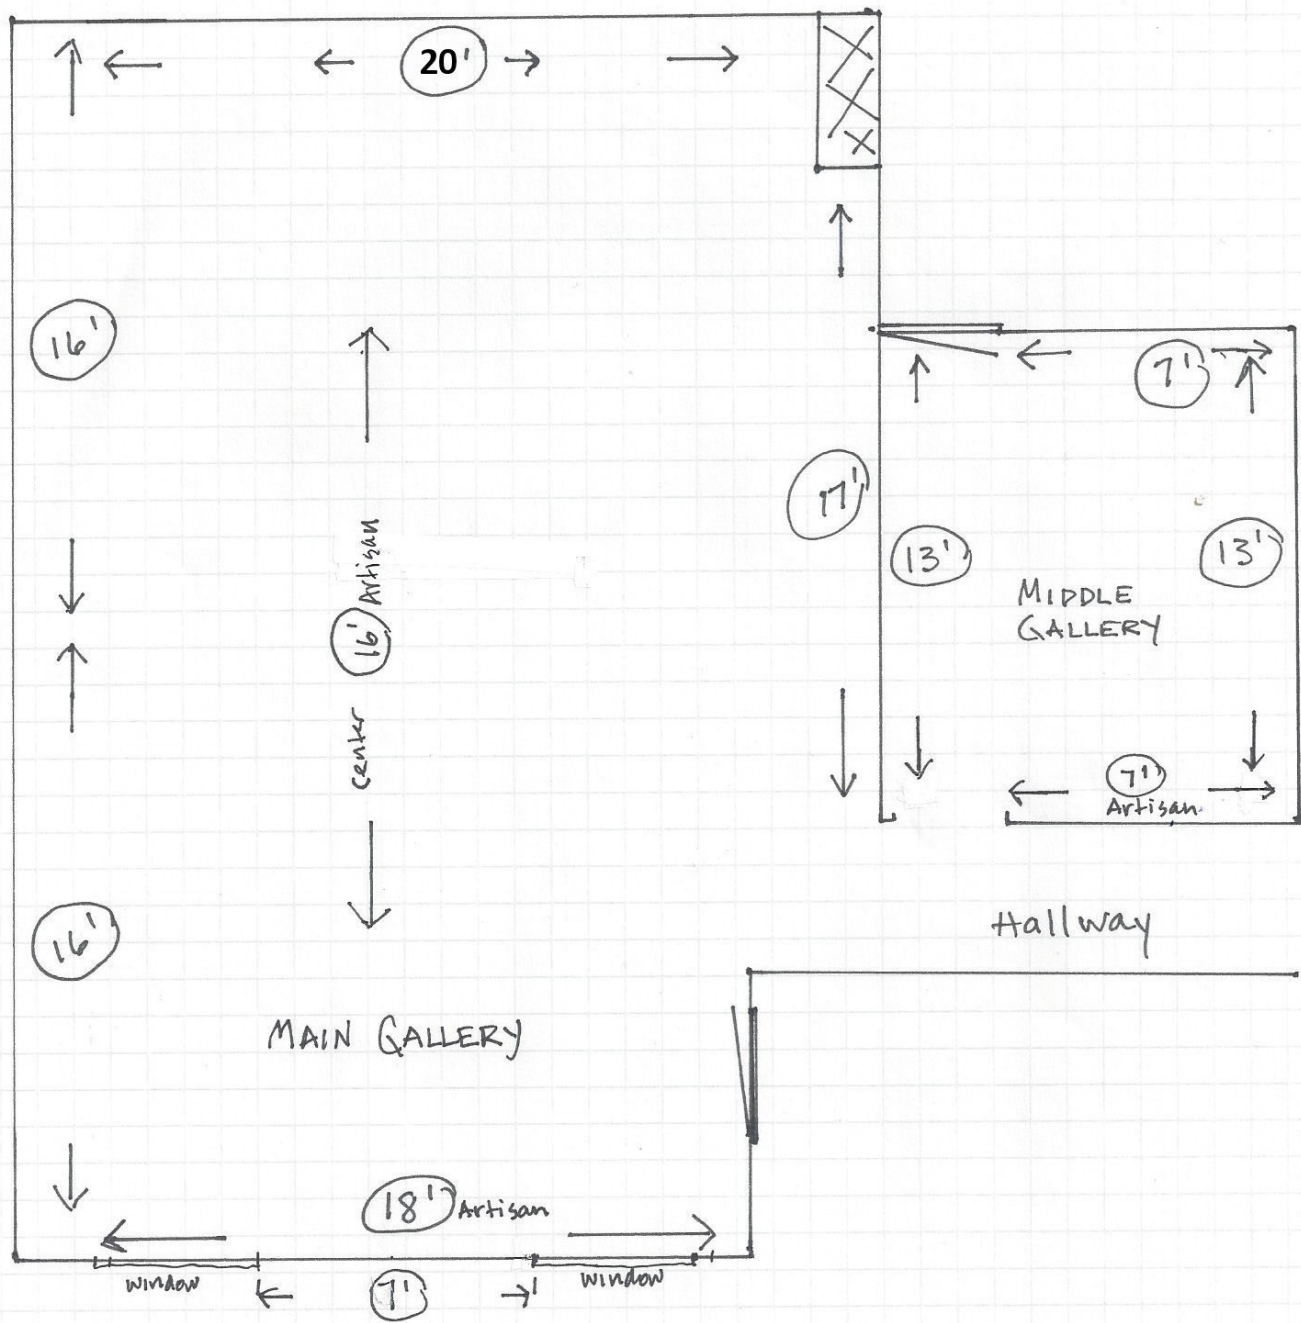 20'
16'
7'
16' Artisan
Center
17'
13'
13'
MIDDLE
GALLERY
7'
Artisan
16'
Hallway
MAIN GALLERY
18' Artisan
window
7'
window